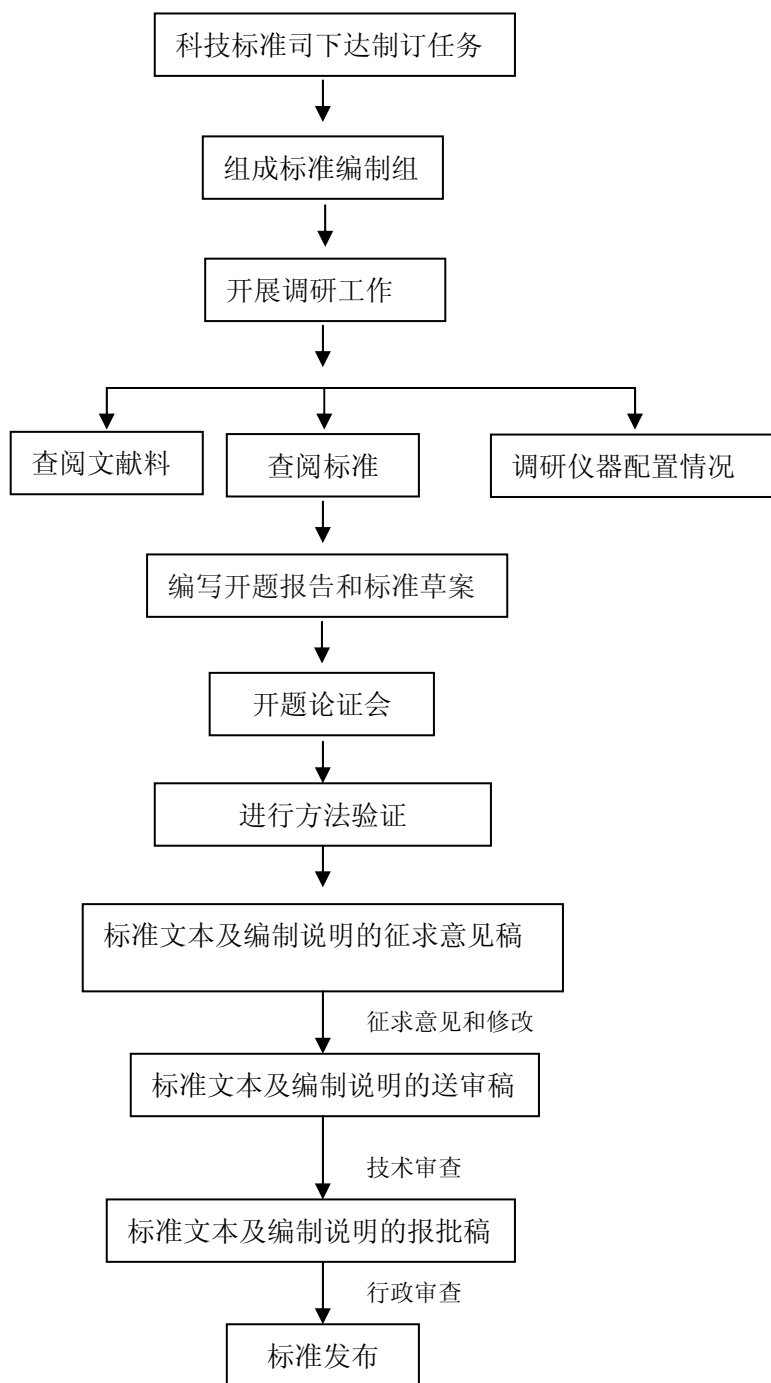 科技标准司下达制订任务
组成标准编制组
开展调研工作
查阅文献料
查阅标准
调研仪器配置情况
编写开题报告和标准草案
开题论证会
进行方法验证
标准文本及编制说明的征求意见稿
征求意见和修改
标准文本及编制说明的送审稿
技术审查
标准文本及编制说明的报批稿
行政审查
标准发布